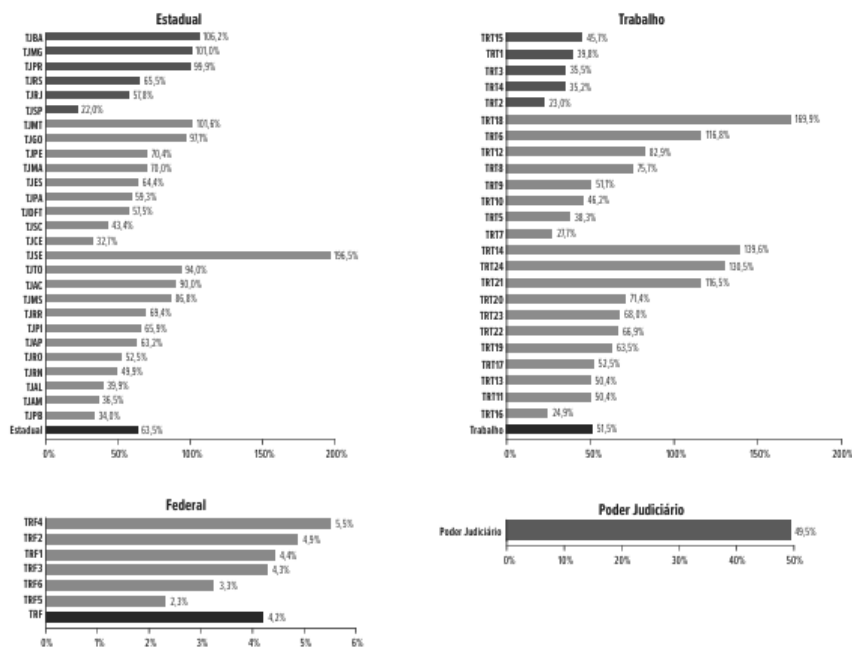 Estadual
TJBA 106,2%
TJMG 101,0%
TJPR 99,9%
TJRS 65,5%
TJRJ 57,8%
TJSP 22,0%
TJMT 101,6%
TJGO 97,1%
TJPE 70,4%
TJMA 70,0%
TJES 64,4%
TJPA 59,3%
TJDFT 57,5%
TJSC 43,4%
TJCE 32,7%
TJSE 196,5%
TJTO 94,0%
TJAC 90,0%
TJMS 86,8%
TJRR 69,4%
TJPI 65,9%
TJAP 63,2%
TJRO 52,5%
TJRN 49,9%
TJAL 39,9%
TJAM 36,5%
TJPB 34,0%
Estadual 63,5%
0% 50% 100% 150% 200%
Trabalho
TRT15 45,7%
TRT1 39,8%
TRT3 35,5%
TRT4 35,2%
TRT2 23,0%
TRT18 169,9%
TRT6 116,8%
TRT12 82,9%
TRT8 75,7%
TRT9 51,1%
TRT10 46,2%
TRT5 38,3%
TRT7 27,7%
TRT14 139,6%
TRT24 130,5%
TRT21 116,5%
TRT20 71,4%
TRT23 68,0%
TRT22 66,9%
TRT19 63,5%
TRT17 52,5%
TRT13 50,4%
TRT11 50,4%
TRT16 24,9%
Trabalho 51,5%
0% 50% 100% 150% 200%
Federal
TRF4 5,5%
TRF2 4,9%
TRF1 4,4%
TRF3 4,3%
TRF6 3,3%
TRF5 2,3%
TRF 4,2%
0% 1% 2% 3% 4% 5% 6%
Poder Judiciário
Poder Judiciário 49,5%
0% 10% 20% 30% 40% 50%